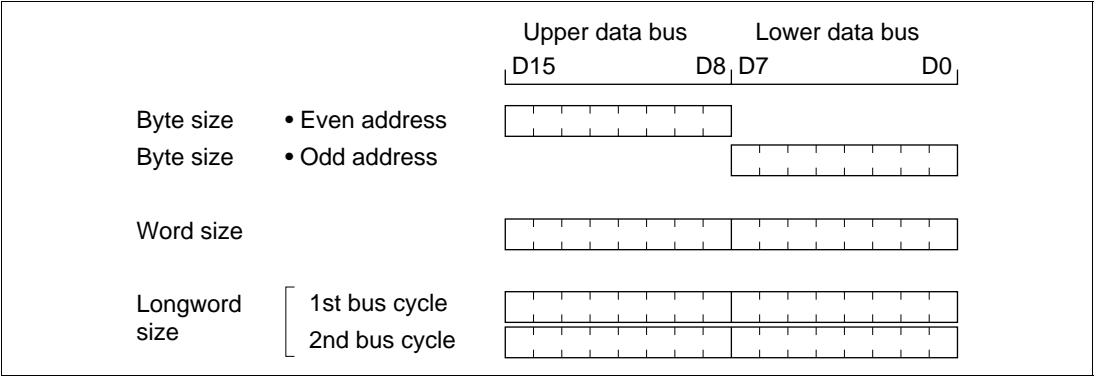 Upper data bus Lower data bus
D15 D8 D7 D0
Byte size • Even address
Byte size • Odd address
Word size
Longword size
1st bus cycle
2nd bus cycle